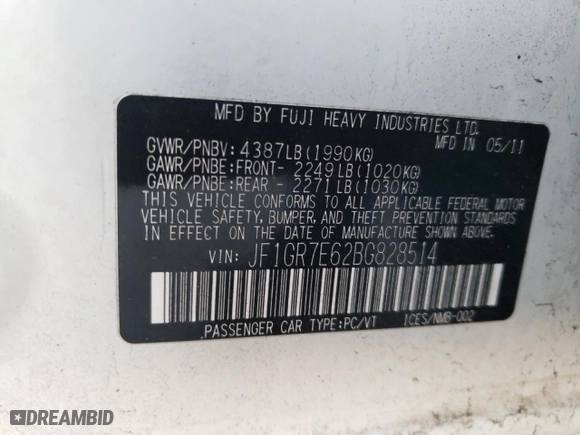 MFD BY FUJI HEAVY INDUSTRIES LTD.
MFD IN 05/11
GVWR/PNBV: 4387LB(1990KG)
GAWR/PNBE:FRONT- 2249LB(1020KG)
GAWR/PNBE:REAR - 2271LB(1030KG)
THIS VEHICLE CONFORMS TO ALL APPLICABLE FEDERAL MOTOR
VEHICLE SAFETY, BUMPER, AND THEFT PREVENTION STANDARDS
IN EFFECT ON THE DATE OF MANUFACTURE
SHOWN ABOVE.
VIN: JF1GR7E62BG828514
PASSENGER CAR TYPE:PC/VT ICES/NMB-002
DREAMBID